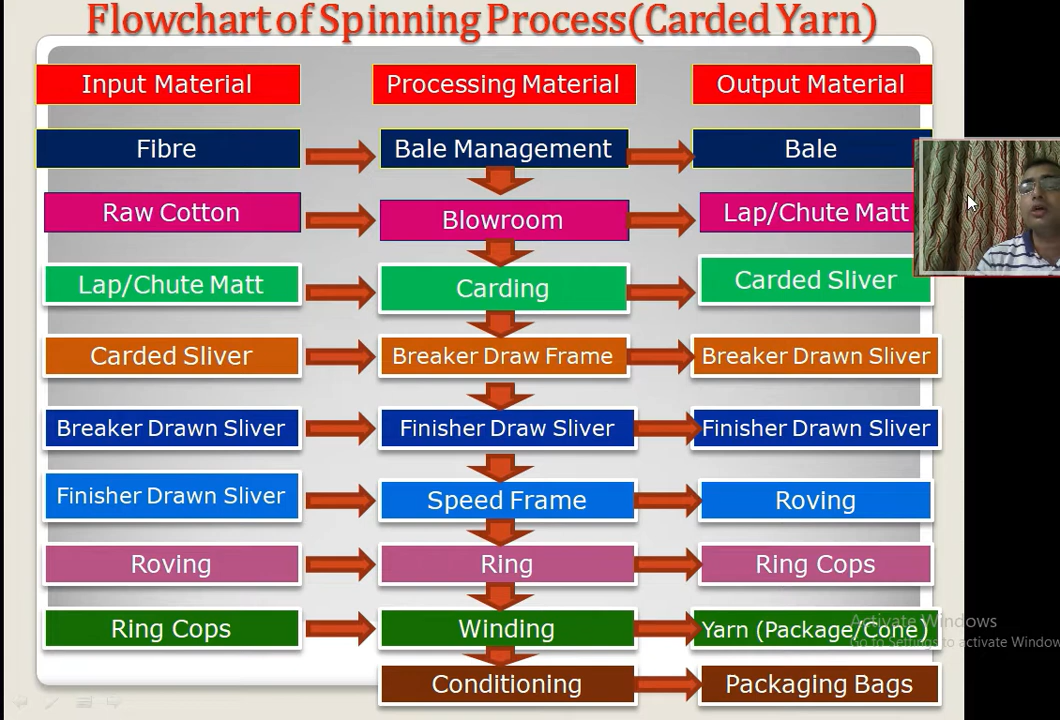 Flowchart of Spinning Process(Carded Yarn)
Input Material
Processing Material
Output Material
Fibre
Bale Management
Bale
Raw Cotton
Blowroom
Lap/Chute Matt
Lap/Chute Matt
Carding
Carded Sliver
Carded Sliver
Breaker Draw Frame
Breaker Drawn Sliver
Breaker Drawn Sliver
Finisher Draw Sliver
Finisher Drawn Sliver
Finisher Drawn Sliver
Speed Frame
Roving
Roving
Ring
Ring Cops
Ring Cops
Winding
Yarn (Package/Cone)
Activate Windows
Go to Settings to activate Window
Conditioning
Packaging Bags